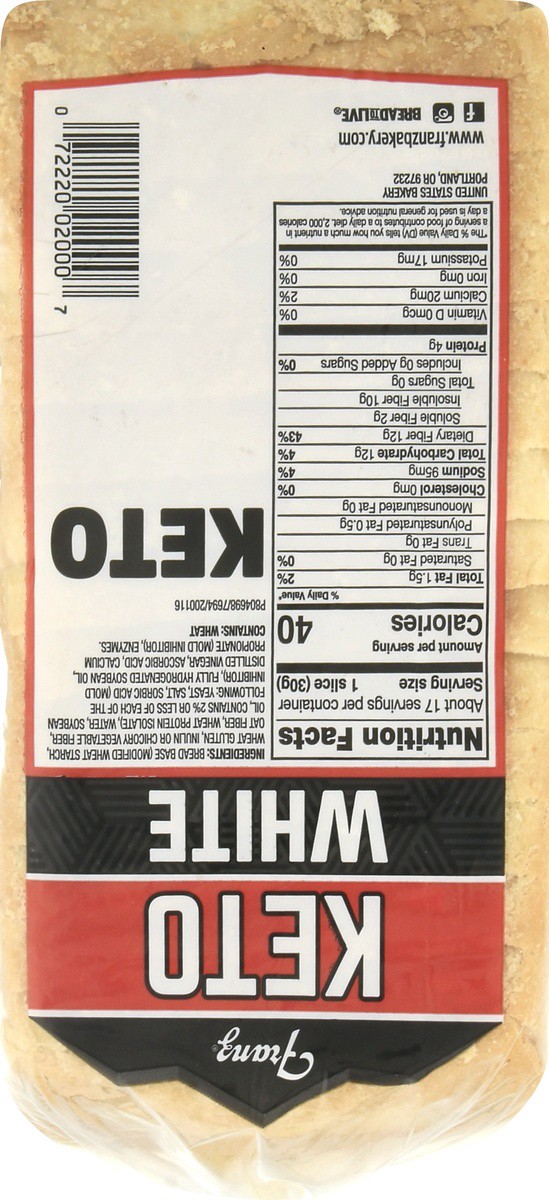 Franz®
KETO
WHITE
Nutrition Facts
About 17 servings per container
Serving size 1 slice (30g)
Amount per serving
Calories 40
% Daily Value*
Total Fat 1.5g 2%
Saturated Fat 0g 0%
Trans Fat 0g
Polyunsaturated Fat 0.5g
Monounsaturated Fat 0g
Cholesterol 0mg 0%
Sodium 95mg 4%
Total Carbohydrate 12g 4%
Dietary Fiber 12g 43%
Soluble Fiber 2g
Insoluble Fiber 10g
Total Sugars 0g
Includes 0g Added Sugars 0%
Protein 4g
Vitamin D 0mcg 0%
Calcium 20mg 2%
Iron 0mg 0%
Potassium 17mg 0%
*The % Daily Value (DV) tells you how much a nutrient in
a serving of food contributes to a daily diet. 2,000 calories
a day is used for general nutrition advice.
UNITED STATES BAKERY
PORTLAND, OR 97232
www.franzbakery.com
BREADTOLIVE®
INGREDIENTS: BREAD BASE (MODIFIED WHEAT STARCH,
WHEAT GLUTEN, INULIN OR CHICORY VEGETABLE FIBER,
OAT FIBER, WHEAT PROTEIN ISOLATE), WATER, SOYBEAN
OIL, CONTAINS 2% OR LESS OF EACH OF THE
FOLLOWING: YEAST, SALT, SORBIC ACID (MOLD
INHIBITOR), FULLY HYDROGENATED SOYBEAN OIL,
DISTILLED VINEGAR, ASCORBIC ACID, CALCIUM
PROPIONATE (MOLD INHIBITOR), ENZYMES.
CONTAINS: WHEAT
P804698/7694/200116
KETO
0 72220 02000 7